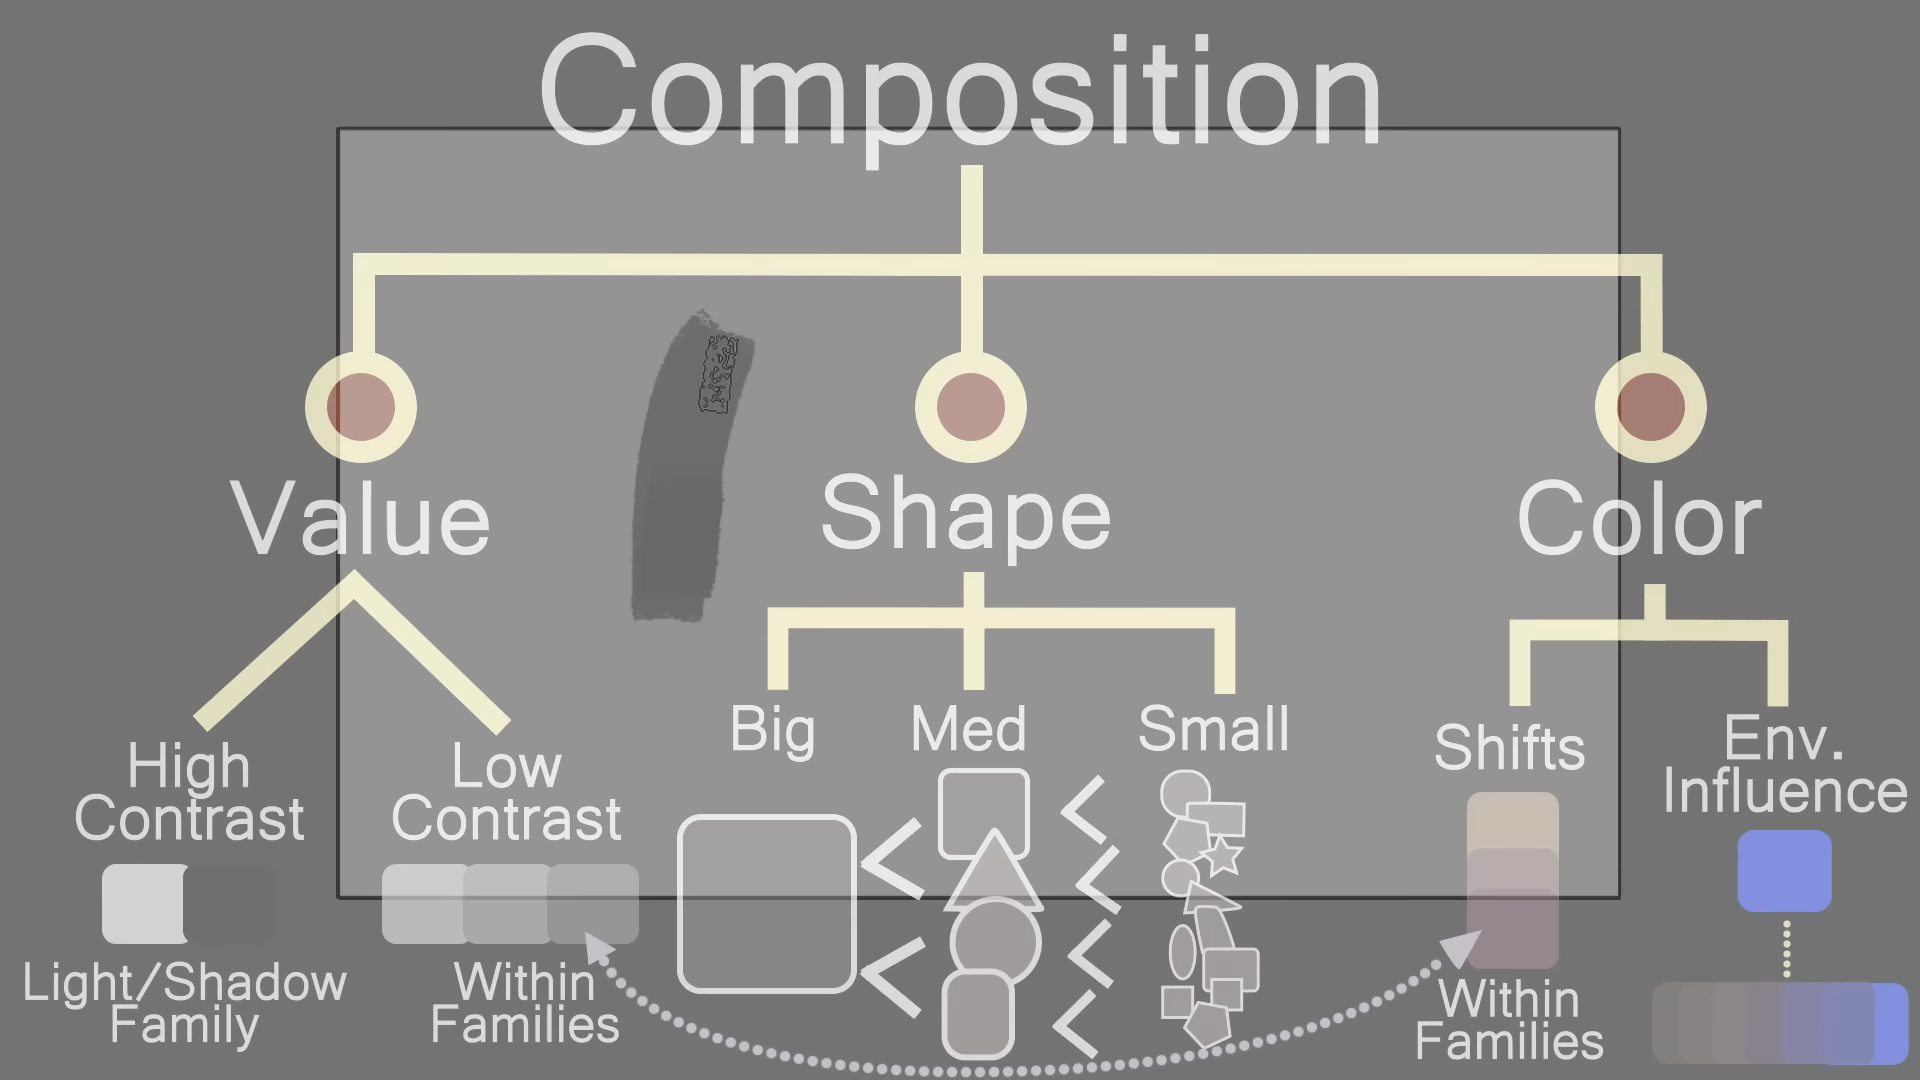 Composition
Value
Shape
Color
High
Contrast
Low
Contrast
Big
Med
Small
Shifts
Env.
Influence
Light/Shadow
Family
Within
Families
Within
Families